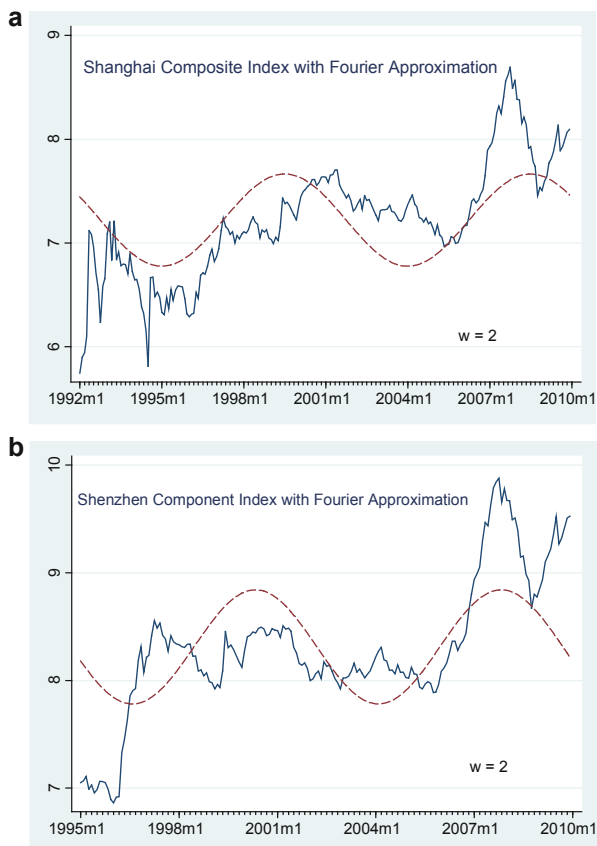 a
9
Shanghai Composite Index with Fourier Approximation
8
7
6
w = 2
1992m1 1995m1 1998m1 2001m1 2004m1 2007m1 2010m1
b
10
Shenzhen Component Index with Fourier Approximation
9
8
7
w = 2
1995m1 1998m1 2001m1 2004m1 2007m1 2010m1